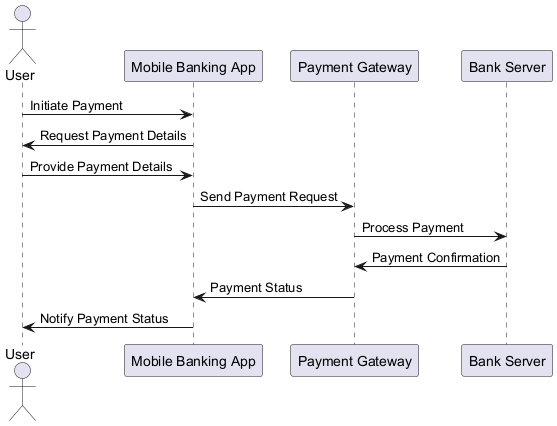 User
Mobile Banking App
Payment Gateway
Bank Server
Initiate Payment
Request Payment Details
Provide Payment Details
Send Payment Request
Process Payment
Payment Confirmation
Payment Status
Notify Payment Status
User
Mobile Banking App
Payment Gateway
Bank Server